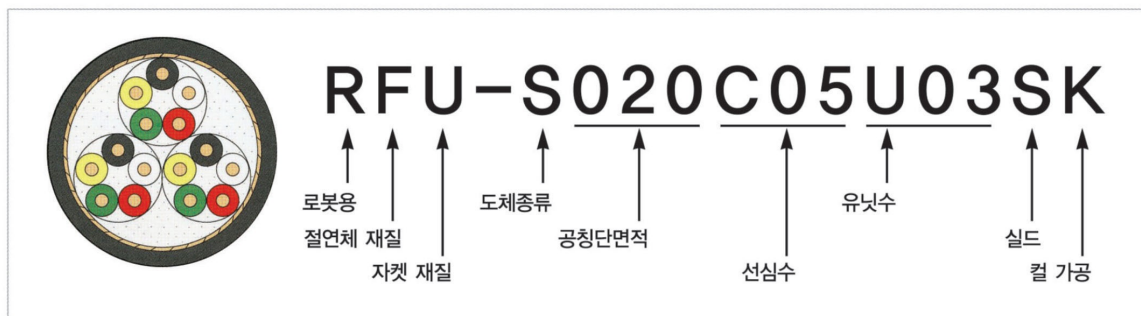 RFU-S020C05U03SK
로봇용 도체종류 유닛수
절연체 재질 공칭단면적 실드
자켓 재질 선심수 컬 가공